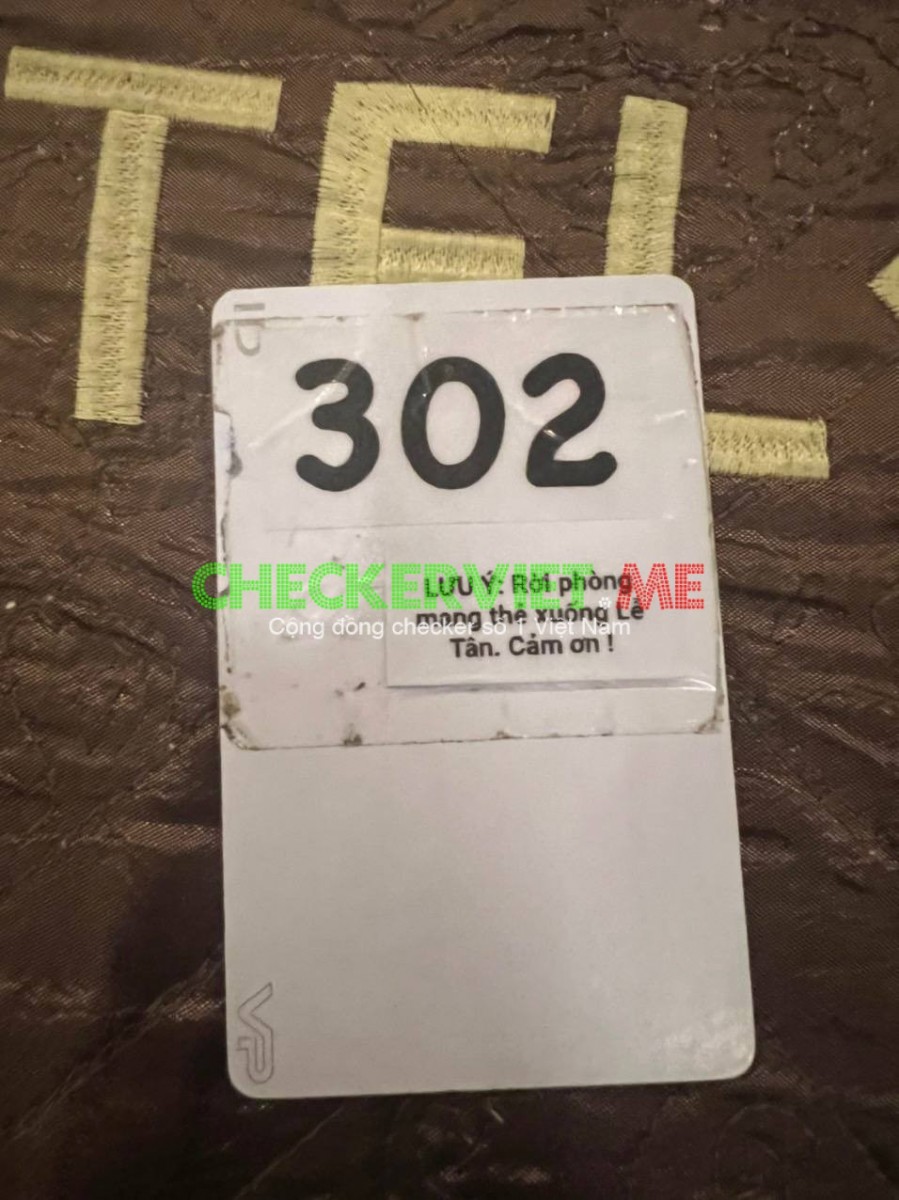 TEL
302
CHECKERVIET.ME
LƯU Ý: Rời phòng
mong thẻ xuống Lễ
Cộng đồng checker số 1 Việt Nam
Tân. Cảm ơn !
VP